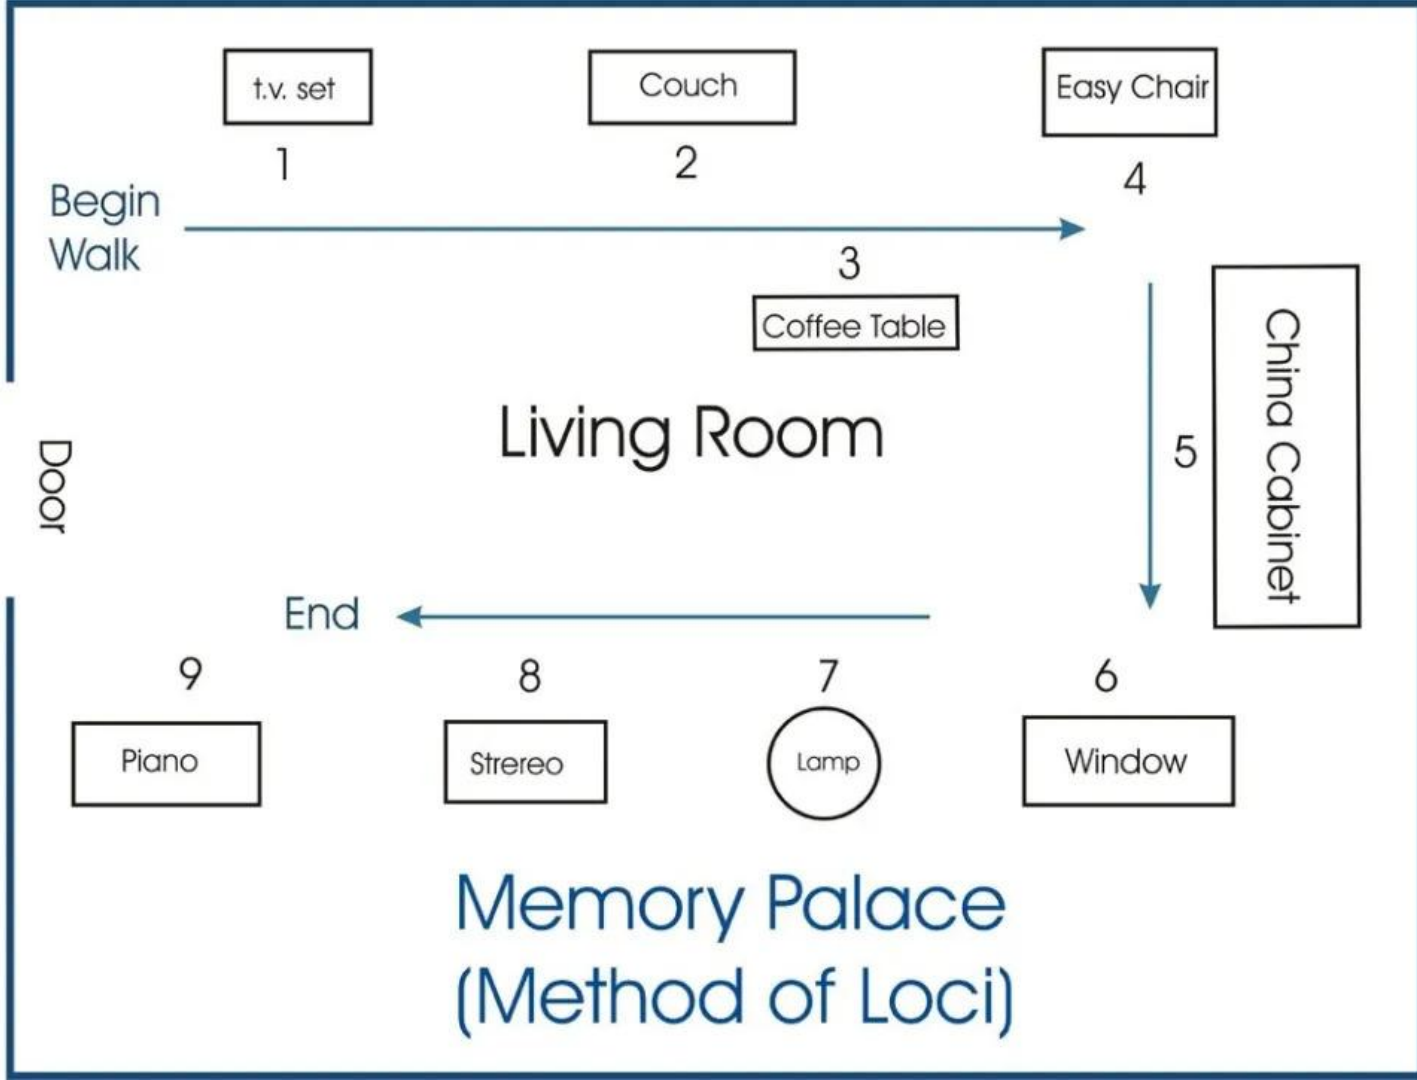 t.v. set
Couch
Easy Chair
1
2
4
Begin
Walk
3
Coffee Table
China Cabinet
Living Room
5
Door
End
9
8
7
6
Piano
Strereo
Lamp
Window
Memory Palace
(Method of Loci)